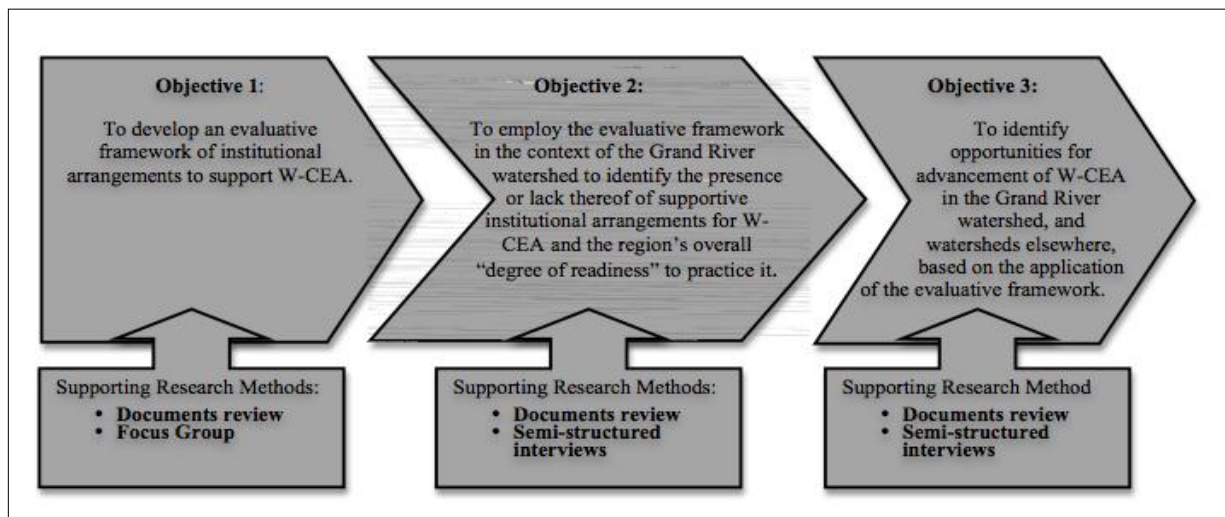 Objective 1:
To develop an evaluative
framework of institutional
arrangements to support W-CEA.
Supporting Research Methods:
• Documents review
• Focus Group
Objective 2:
To employ the evaluative framework
in the context of the Grand River
watershed to identify the presence
or lack thereof of supportive
institutional arrangements for W-
CEA and the region's overall
"degree of readiness" to practice it.
Supporting Research Methods:
• Documents review
• Semi-structured
interviews
Objective 3:
To identify
opportunities for
advancement of W-CEA
in the Grand River
watershed, and
watersheds elsewhere,
based on the application
of the evaluative framework.
Supporting Research Method
• Documents review
• Semi-structured
interviews